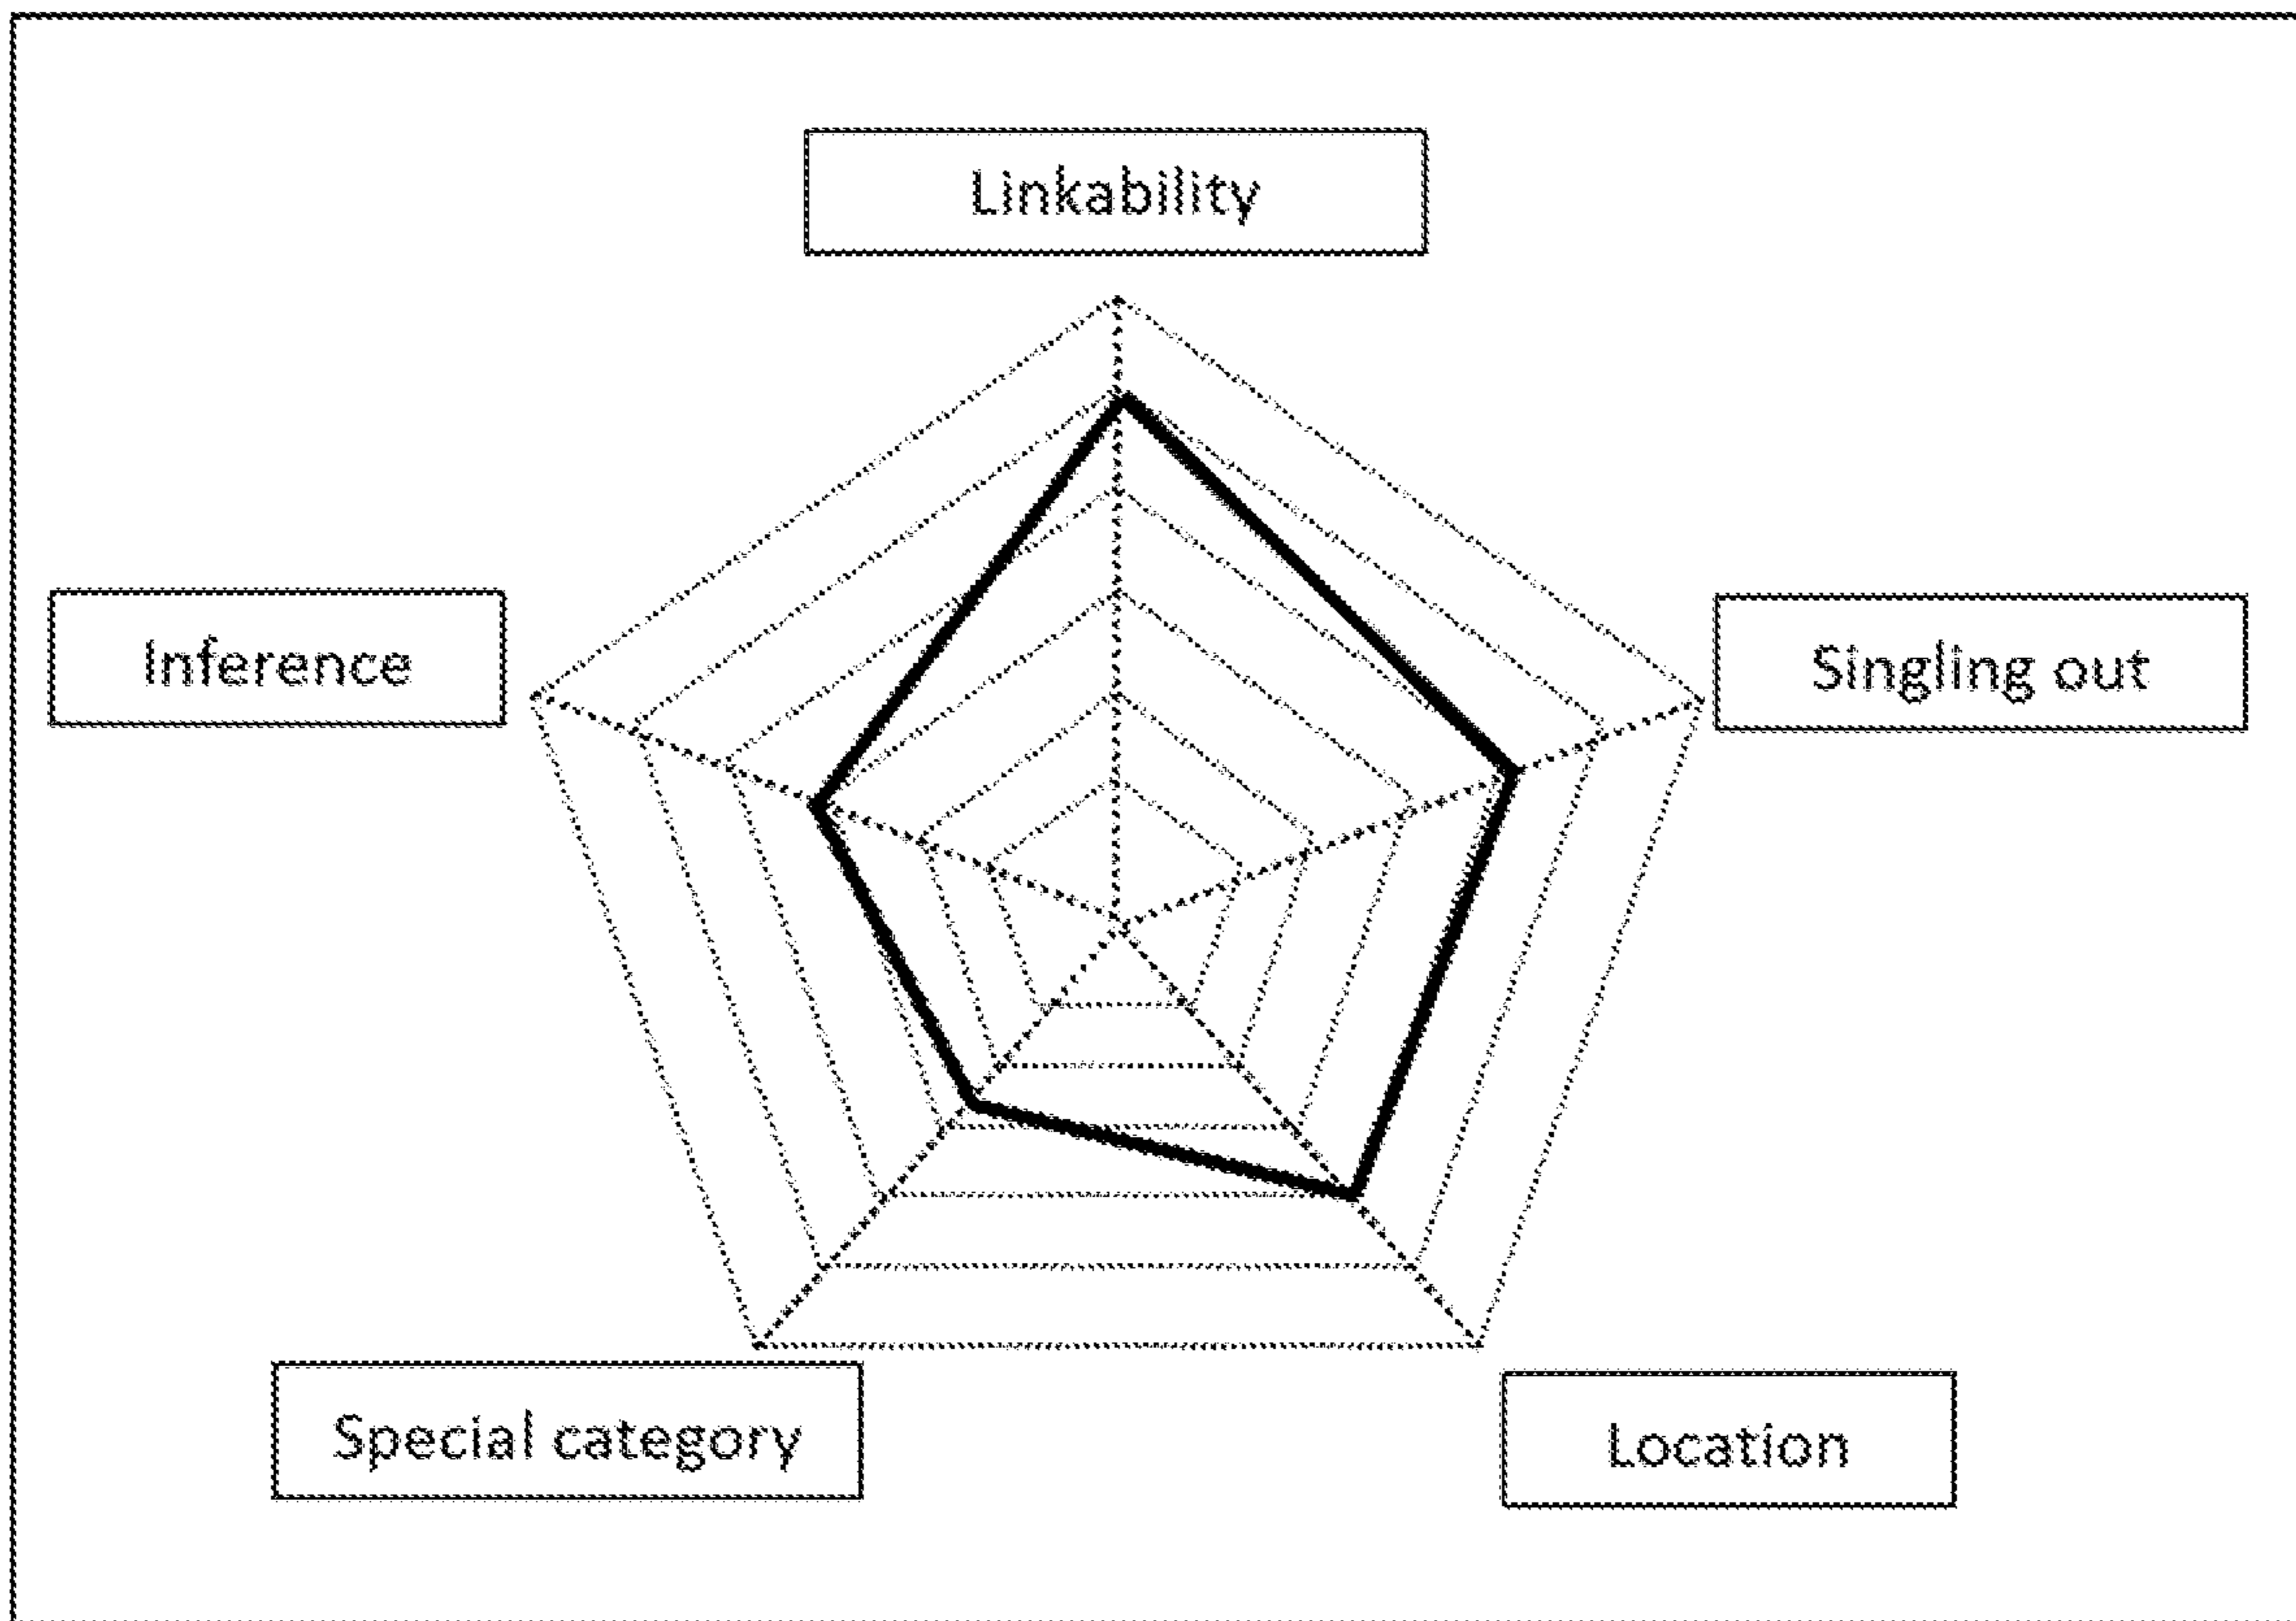 Linkability
Inference
Singling out
Special category
Location